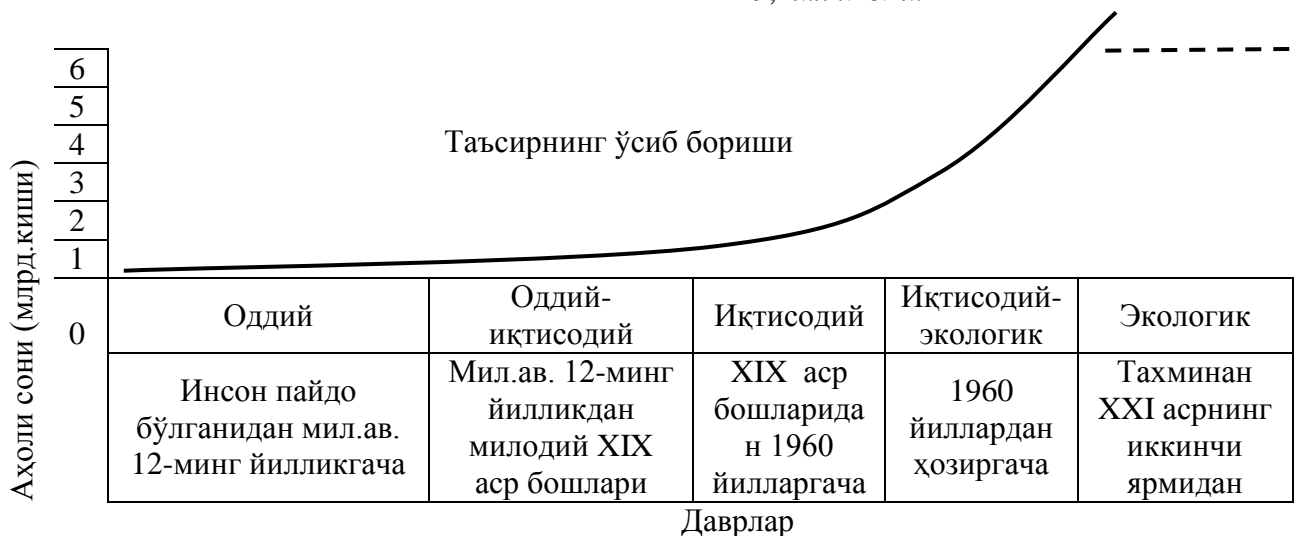 6
5
4
3
2
1
0
Аҳоли сони (млрд.киши)
Таъсирнинг ўсиб бориши
Оддий
Оддий-
иқтисодий
Иқтисодий
Иқтисодий-
экологик
Экологик
Инсон пайдо
бўлганидан мил.ав.
12-минг йилликгача
Мил.ав. 12-минг
йилликдан
милодий XIX
аср бошлари
XIX аср
бошларида
н 1960
йилларгача
1960
йиллардан
ҳозиргача
Тахминан
XXI асрнинг
иккинчи
ярмидан
Даврлар